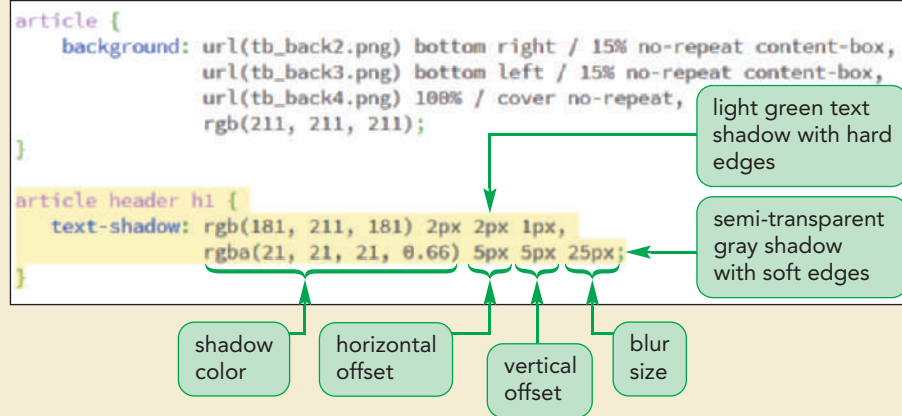 article {
background: url(tb_back2.png) bottom right / 15% no-repeat content-box,
url(tb_back3.png) bottom left / 15% no-repeat content-box,
url(tb_back4.png) 100% / cover no-repeat,
rgb(211, 211, 211);
}
light green text
shadow with hard
edges
article header h1 {
text-shadow: rgb(181, 211, 181) 2px 2px 1px,
rgba(21, 21, 21, 0.66) 5px 5px 25px;
}
semi-transparent
gray shadow
with soft edges
shadow
color
horizontal
offset
vertical
offset
blur
size